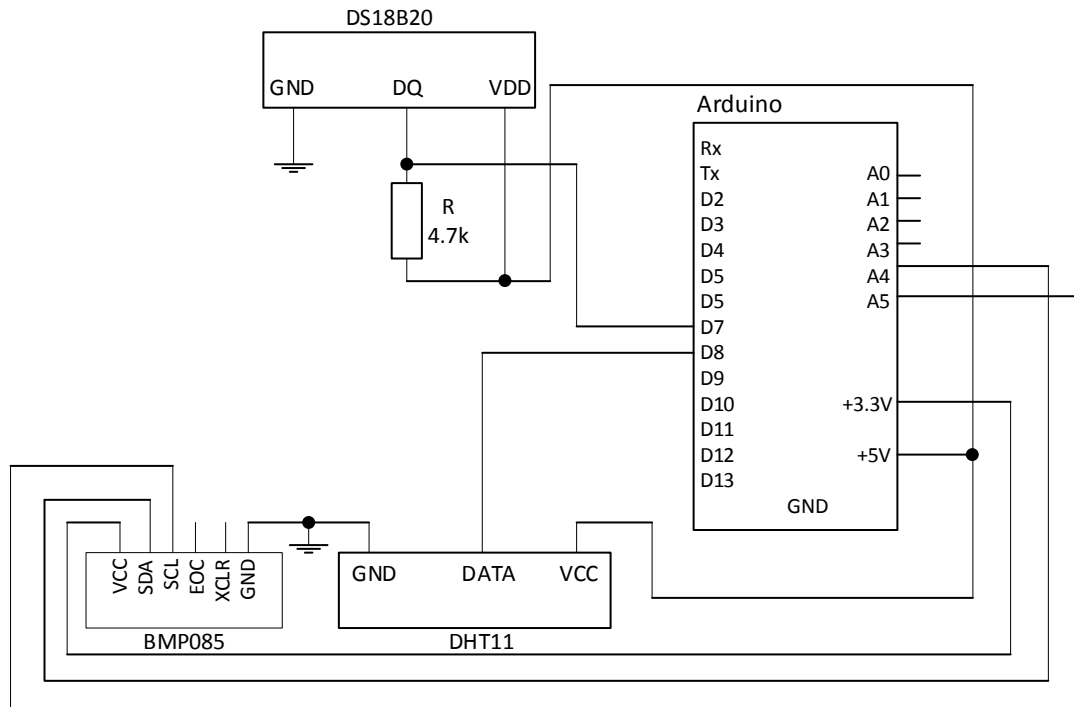 DS18B20
GND DQ VDD
R
4.7k
Arduino
Rx
Tx
D2
D3
D4
D5
D5
D7
D8
D9
D10
D11
D12
D13
A0
A1
A2
A3
A4
A5
+3.3V
+5V
GND
VCC
SDA
SCL
EOC
XCLR
GND
BMP085
GND DATA VCC
DHT11